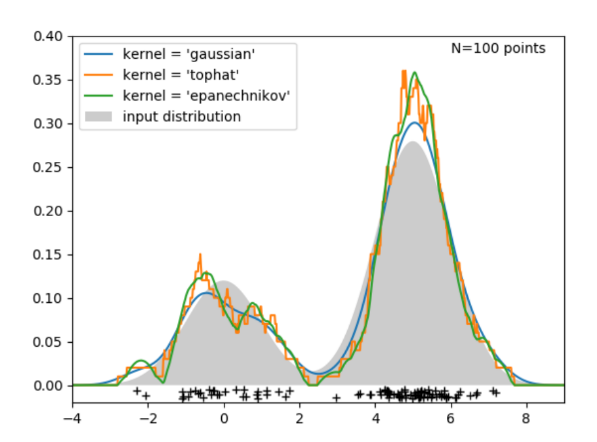 0.40
0.35
0.30
0.25
0.20
0.15
0.10
0.05
0.00
kernel = 'gaussian'
kernel = 'tophat'
kernel = 'epanechnikov'
input distribution
N=100 points
−4 −2 0 2 4 6 8